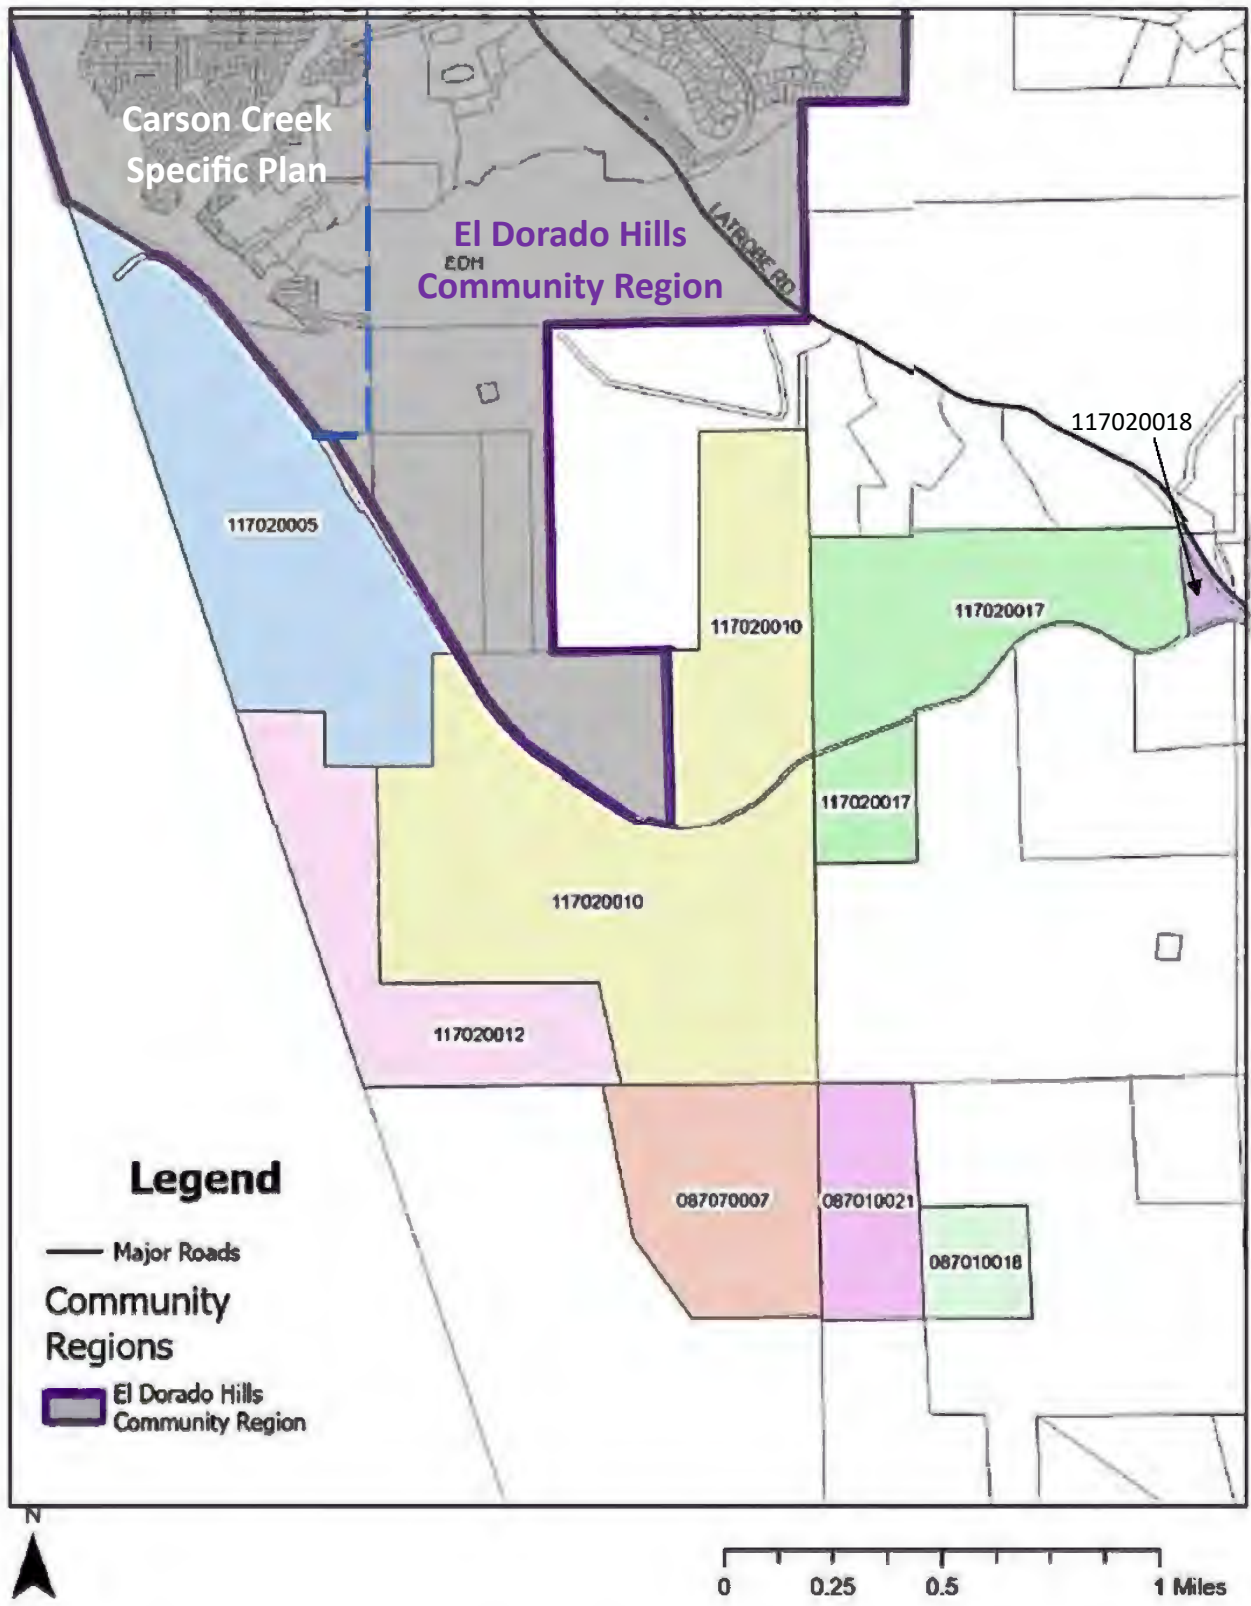 Carson Creek
Specific Plan
El Dorado Hills
EDH
Community Region
LATROBE RD
117020018
117020005
117020010
117020017
117020017
117020010
117020012
087070007
087010021
087010018
Legend
Major Roads
Community
Regions
El Dorado Hills
Community Region
N
0
0.25
0.5
1 Miles